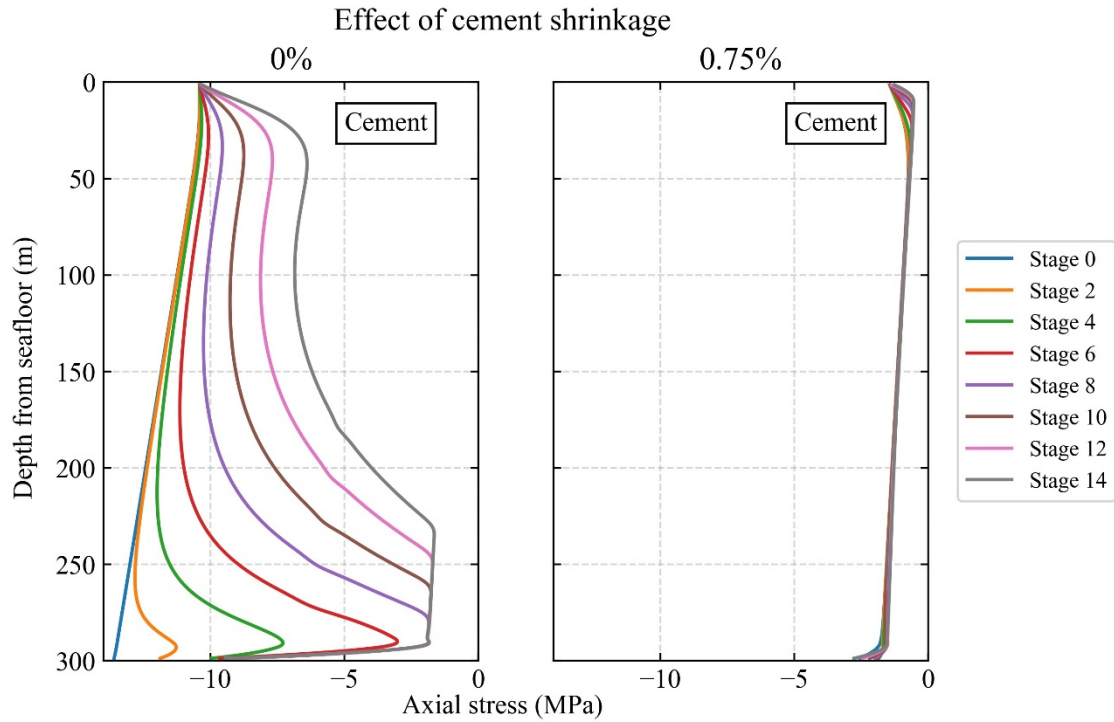 Effect of cement shrinkage
0%
0.75%
0
50
100
150
200
250
300
Depth from seafloor (m)
Cement
Cement
−10
−5
0
−10
−5
0
Axial stress (MPa)
Stage 0
Stage 2
Stage 4
Stage 6
Stage 8
Stage 10
Stage 12
Stage 14